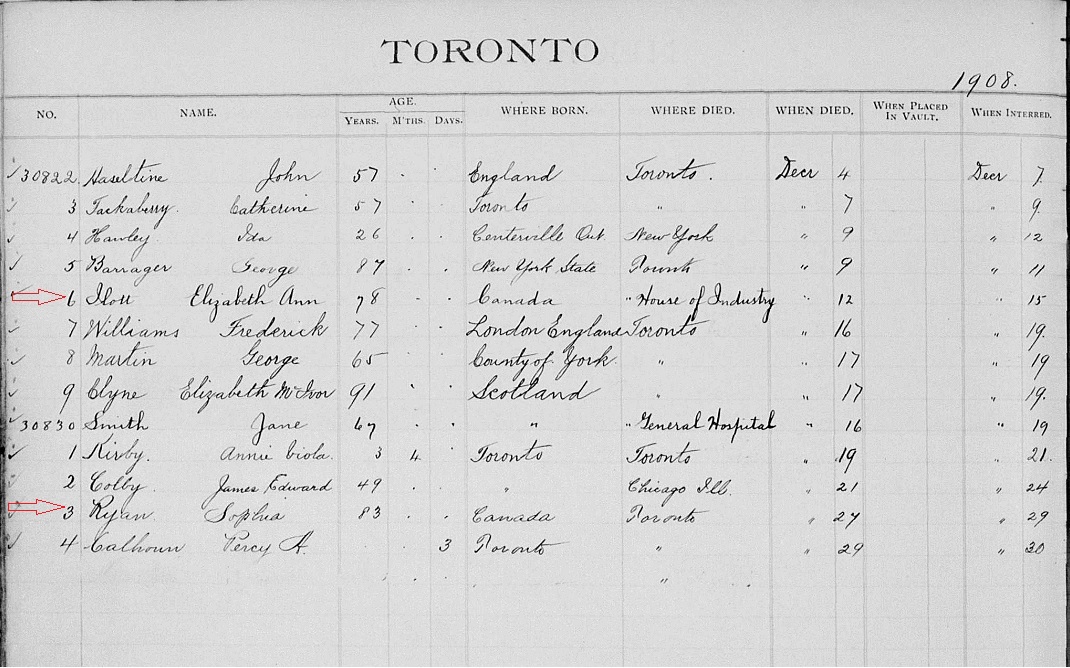 TORONTO
1908.
NO. NAME. AGE. WHERE BORN. WHERE DIED. WHEN DIED. WHEN PLACED IN VAULT. WHEN INTERRED.
YEARS. M'THS. DAYS.
30822. Haseltine John 57 . . England Toronto . Decr 4 Decr 7.
3 Tackaberry. Catherine 57 . . Toronto " " 7 " 9.
4 Hawley Ida 26 . . Centerville Ont. New York " 9 " 12
5 Barrager George 87 . . New York State " 9 " 11
6 Ilott Elizabeth Ann 78 . . Canada " House of Industry " 12 " 15
7 Williams Frederick 77 . . London England Toronto " 16 " 19.
8 Martin George 65 . . County of York. " " 17 " 19
9 Clyne Elizabeth McIvor 91 . . Scotland " " 17 " 19.
30830 Smith Jane 67 . . " " General Hospital " 16 " 19
1 Kirby. Annie Viola. 3 4 . Toronto Toronto " 19 " 21.
2 Colby. James Edward 49 . . " Chicago Ill. " 21 " 24
3 Ryan Sophia 83 . . Canada Toronto " 27 " 29
4 Calhoun Percy A. . . 3 Toronto " " 29 " 30
. . . "